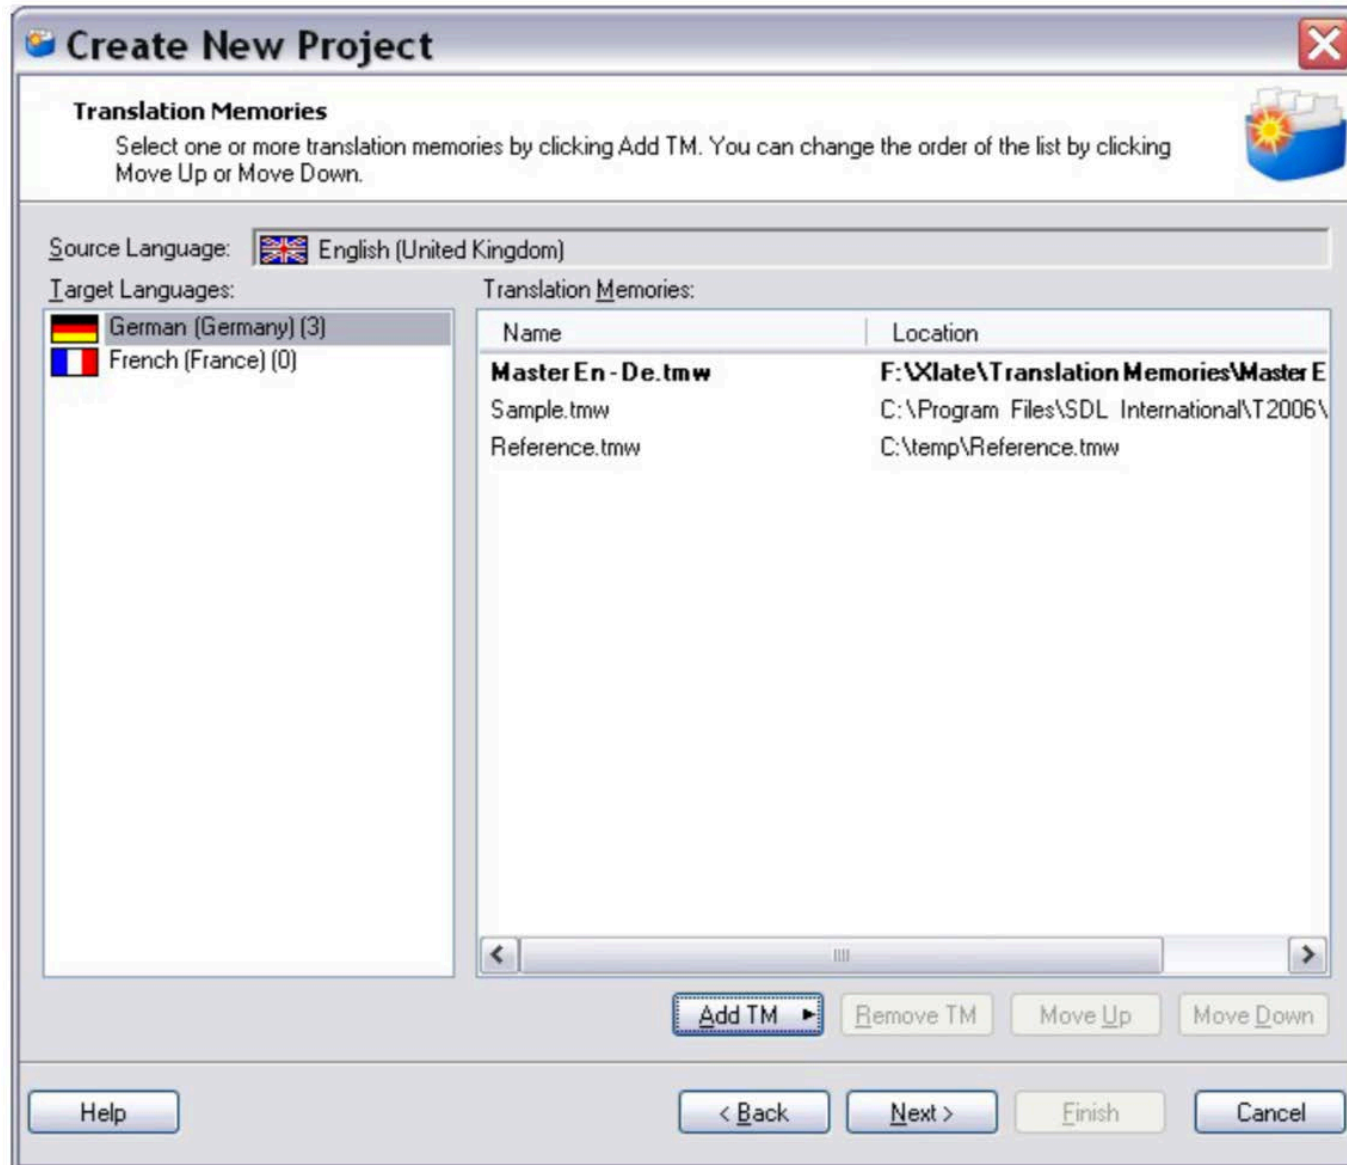 Create New Project
Translation Memories
Select one or more translation memories by clicking Add TM. You can change the order of the list by clicking
Move Up or Move Down.
Source Language: English (United Kingdom)
Target Languages: Translation Memories:
German (Germany) (3)
French (France) (0)
Name Location
Master En - De.tmw F:\Xlate\Translation Memories\Master E
Sample.tmw C:\Program Files\SDL International\T2006\
Reference.tmw C:\temp\Reference.tmw
Add TM Remove TM Move Up Move Down
Help < Back Next > Finish Cancel